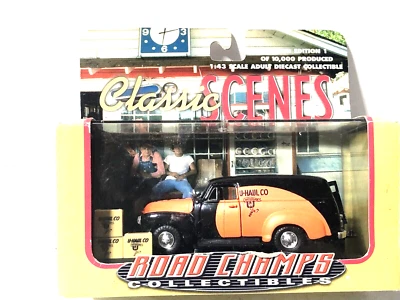 EDITION 1
OF 10,000 PRODUCED
1:43 SCALE ADULT DIECAST COLLECTIBLE
Classic
SCENES
U-HAUL CO
U-HAUL CO
ROAD CHAMPS
COLLECTIBLES